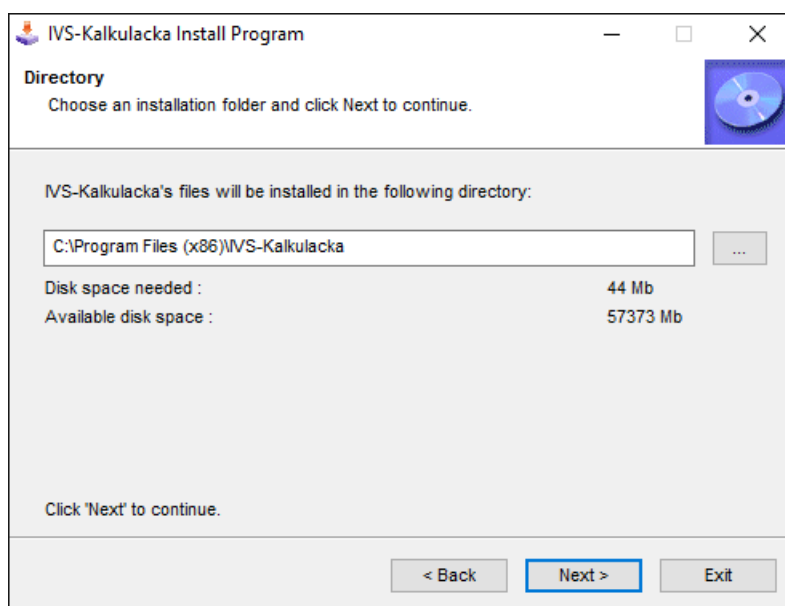 IVS-Kalkulacka Install Program
Directory
Choose an installation folder and click Next to continue.
IVS-Kalkulacka's files will be installed in the following directory:
C:\Program Files (x86)\IVS-Kalkulacka
...
Disk space needed : 44 Mb
Available disk space : 57373 Mb
Click 'Next' to continue.
< Back Next > Exit